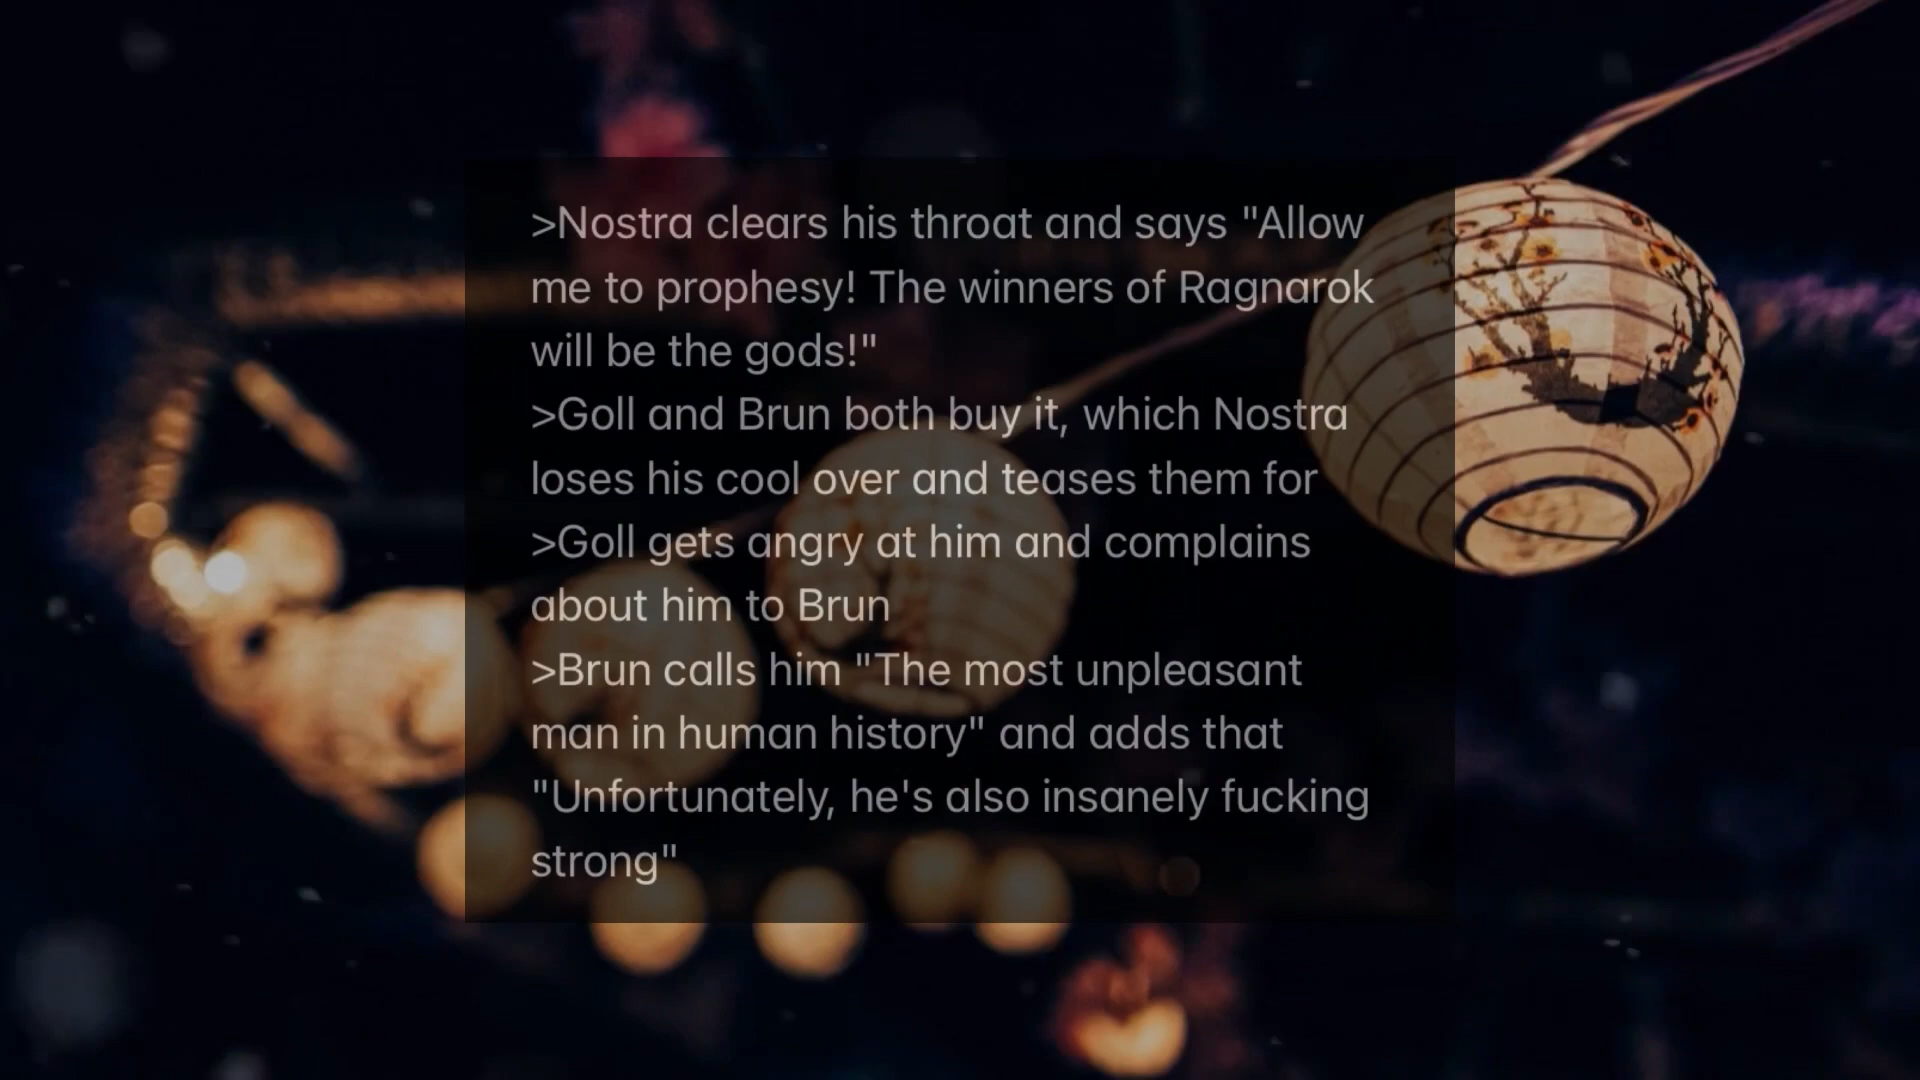 >Nostra clears his throat and says "Allow
me to prophesy! The winners of Ragnarok
will be the gods!"
>Goll and Brun both buy it, which Nostra
loses his cool over and teases them for
>Goll gets angry at him and complains
about him to Brun
>Brun calls him "The most unpleasant
man in human history" and adds that
"Unfortunately, he's also insanely fucking
strong"